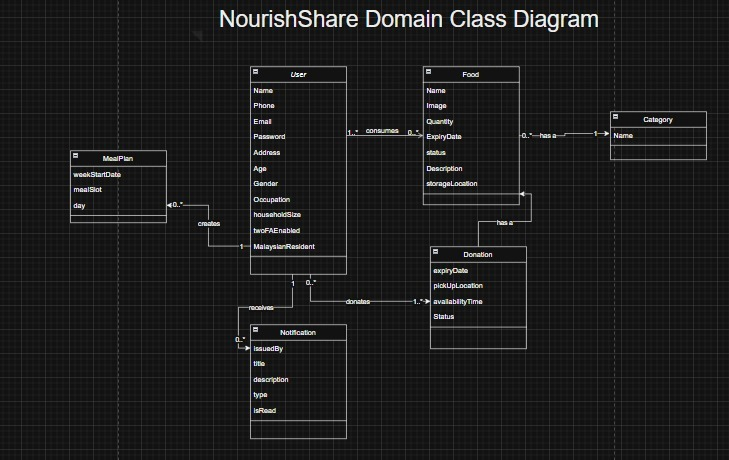 NourishShare Domain Class Diagram
User
Name
Phone
Email
Password
Address
Age
Gender
Occupation
householdSize
twoFAEnabled
MalaysianResident
1..* consumes 0..*
Food
Name
Image
Quantity
ExpiryDate
status
Description
storageLocation
0..* has a 1
Category
Name
MealPlan
weekStartDate
mealSlot
day
0..*
creates
1
has a
Donation
expiryDate
pickUpLocation
availabilityTime
Status
1 0..*
donates 1..*
receives
0..*
Notification
issuedBy
title
description
type
isRead